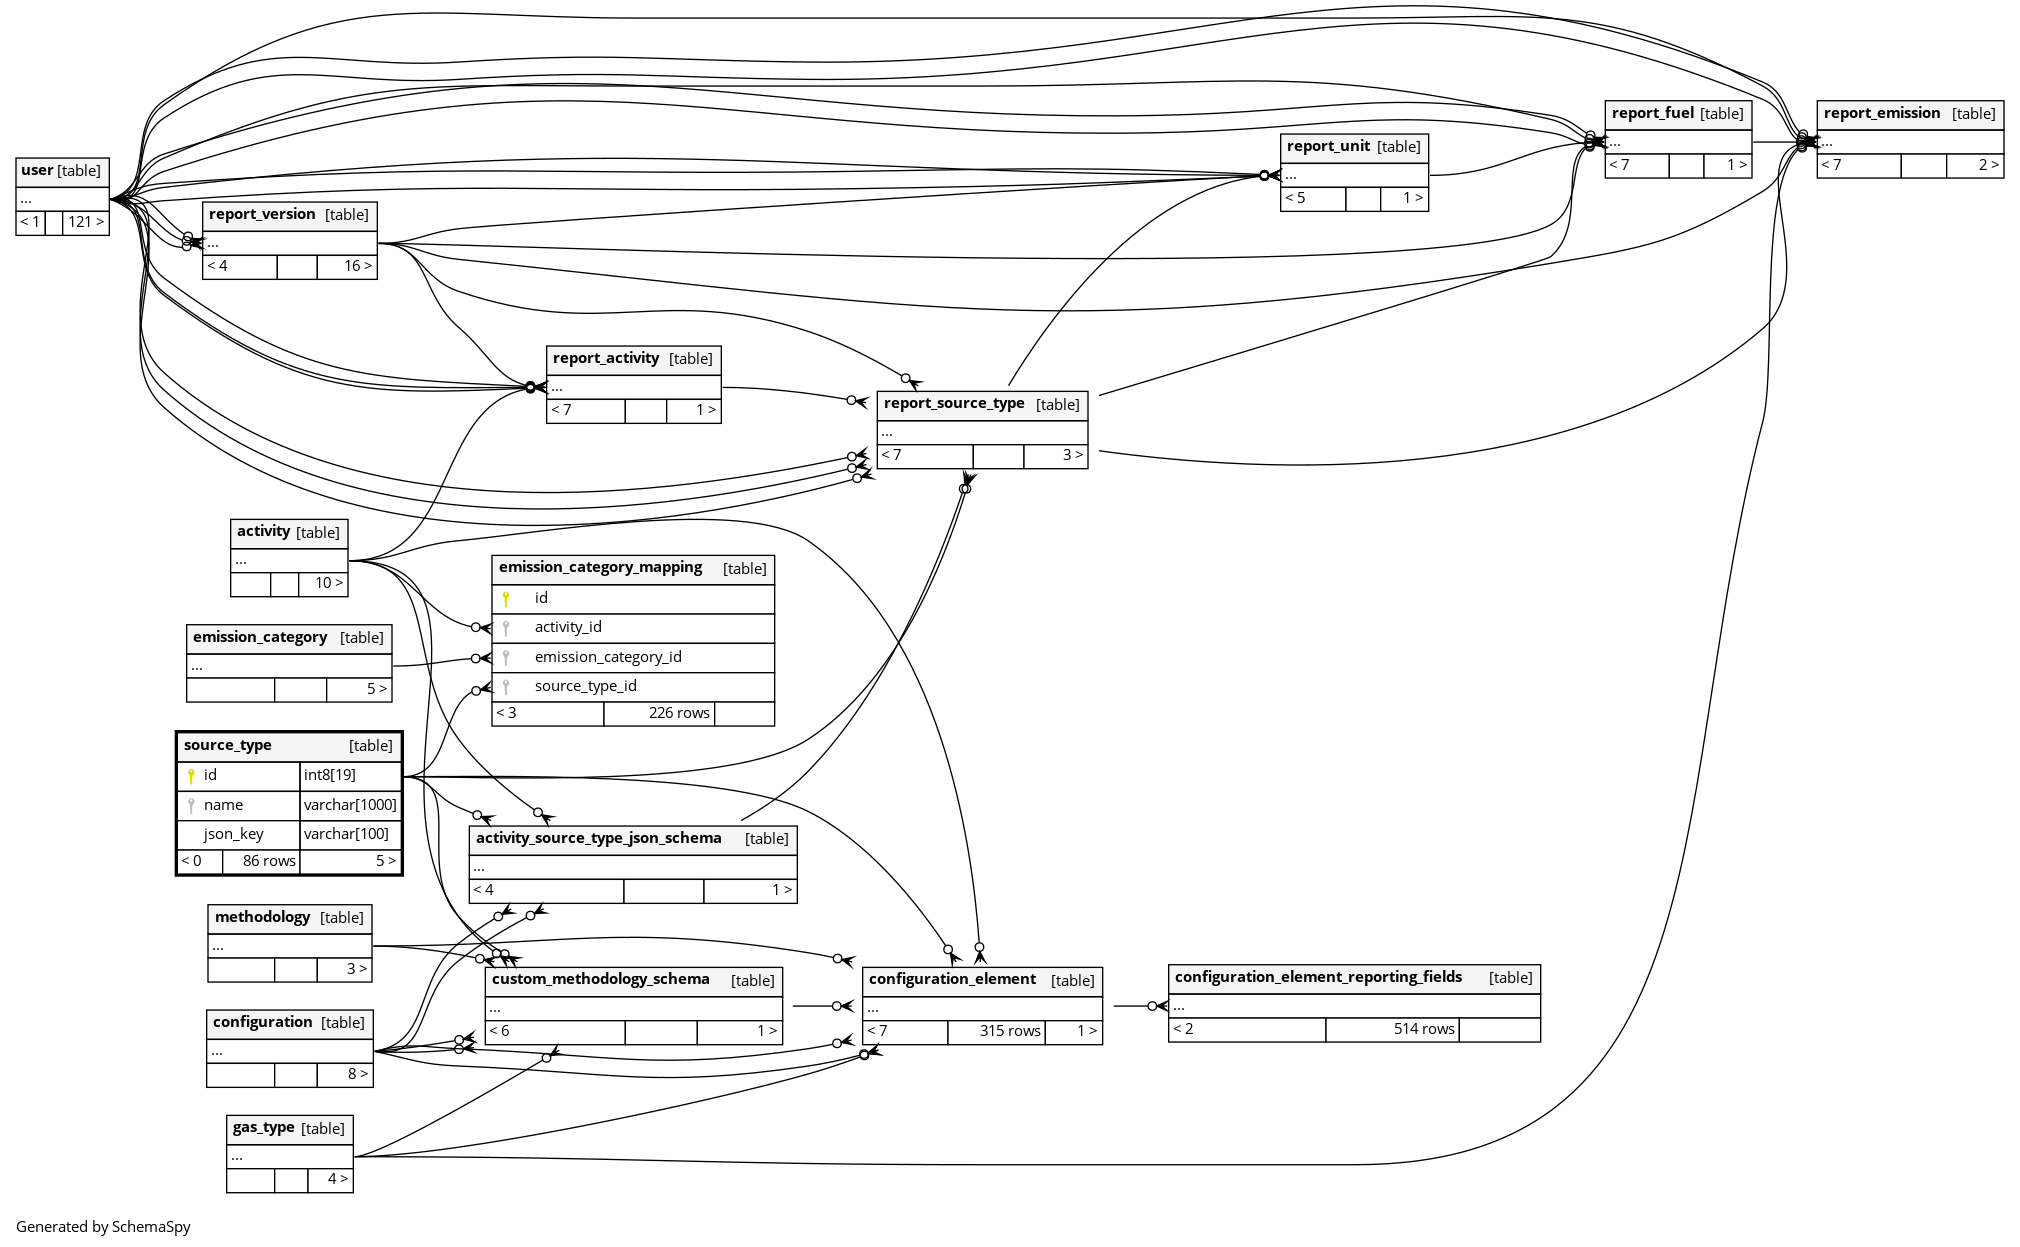 user [table]
...
< 1 121 >
report_version [table]
...
< 4 16 >
report_unit [table]
...
< 5 1 >
report_fuel [table]
...
< 7 1 >
report_emission [table]
...
< 7 2 >
report_activity [table]
...
< 7 1 >
report_source_type [table]
...
< 7 3 >
activity [table]
...
10 >
emission_category_mapping [table]
id
activity_id
emission_category_id
source_type_id
< 3 226 rows
emission_category [table]
...
5 >
source_type [table]
id int8[19]
name varchar[1000]
json_key varchar[100]
< 0 86 rows 5 >
activity_source_type_json_schema [table]
...
< 4 1 >
methodology [table]
...
3 >
custom_methodology_schema [table]
...
< 6 1 >
configuration_element [table]
...
< 7 315 rows 1 >
configuration_element_reporting_fields [table]
...
< 2 514 rows
configuration [table]
...
8 >
gas_type [table]
...
4 >
Generated by SchemaSpy